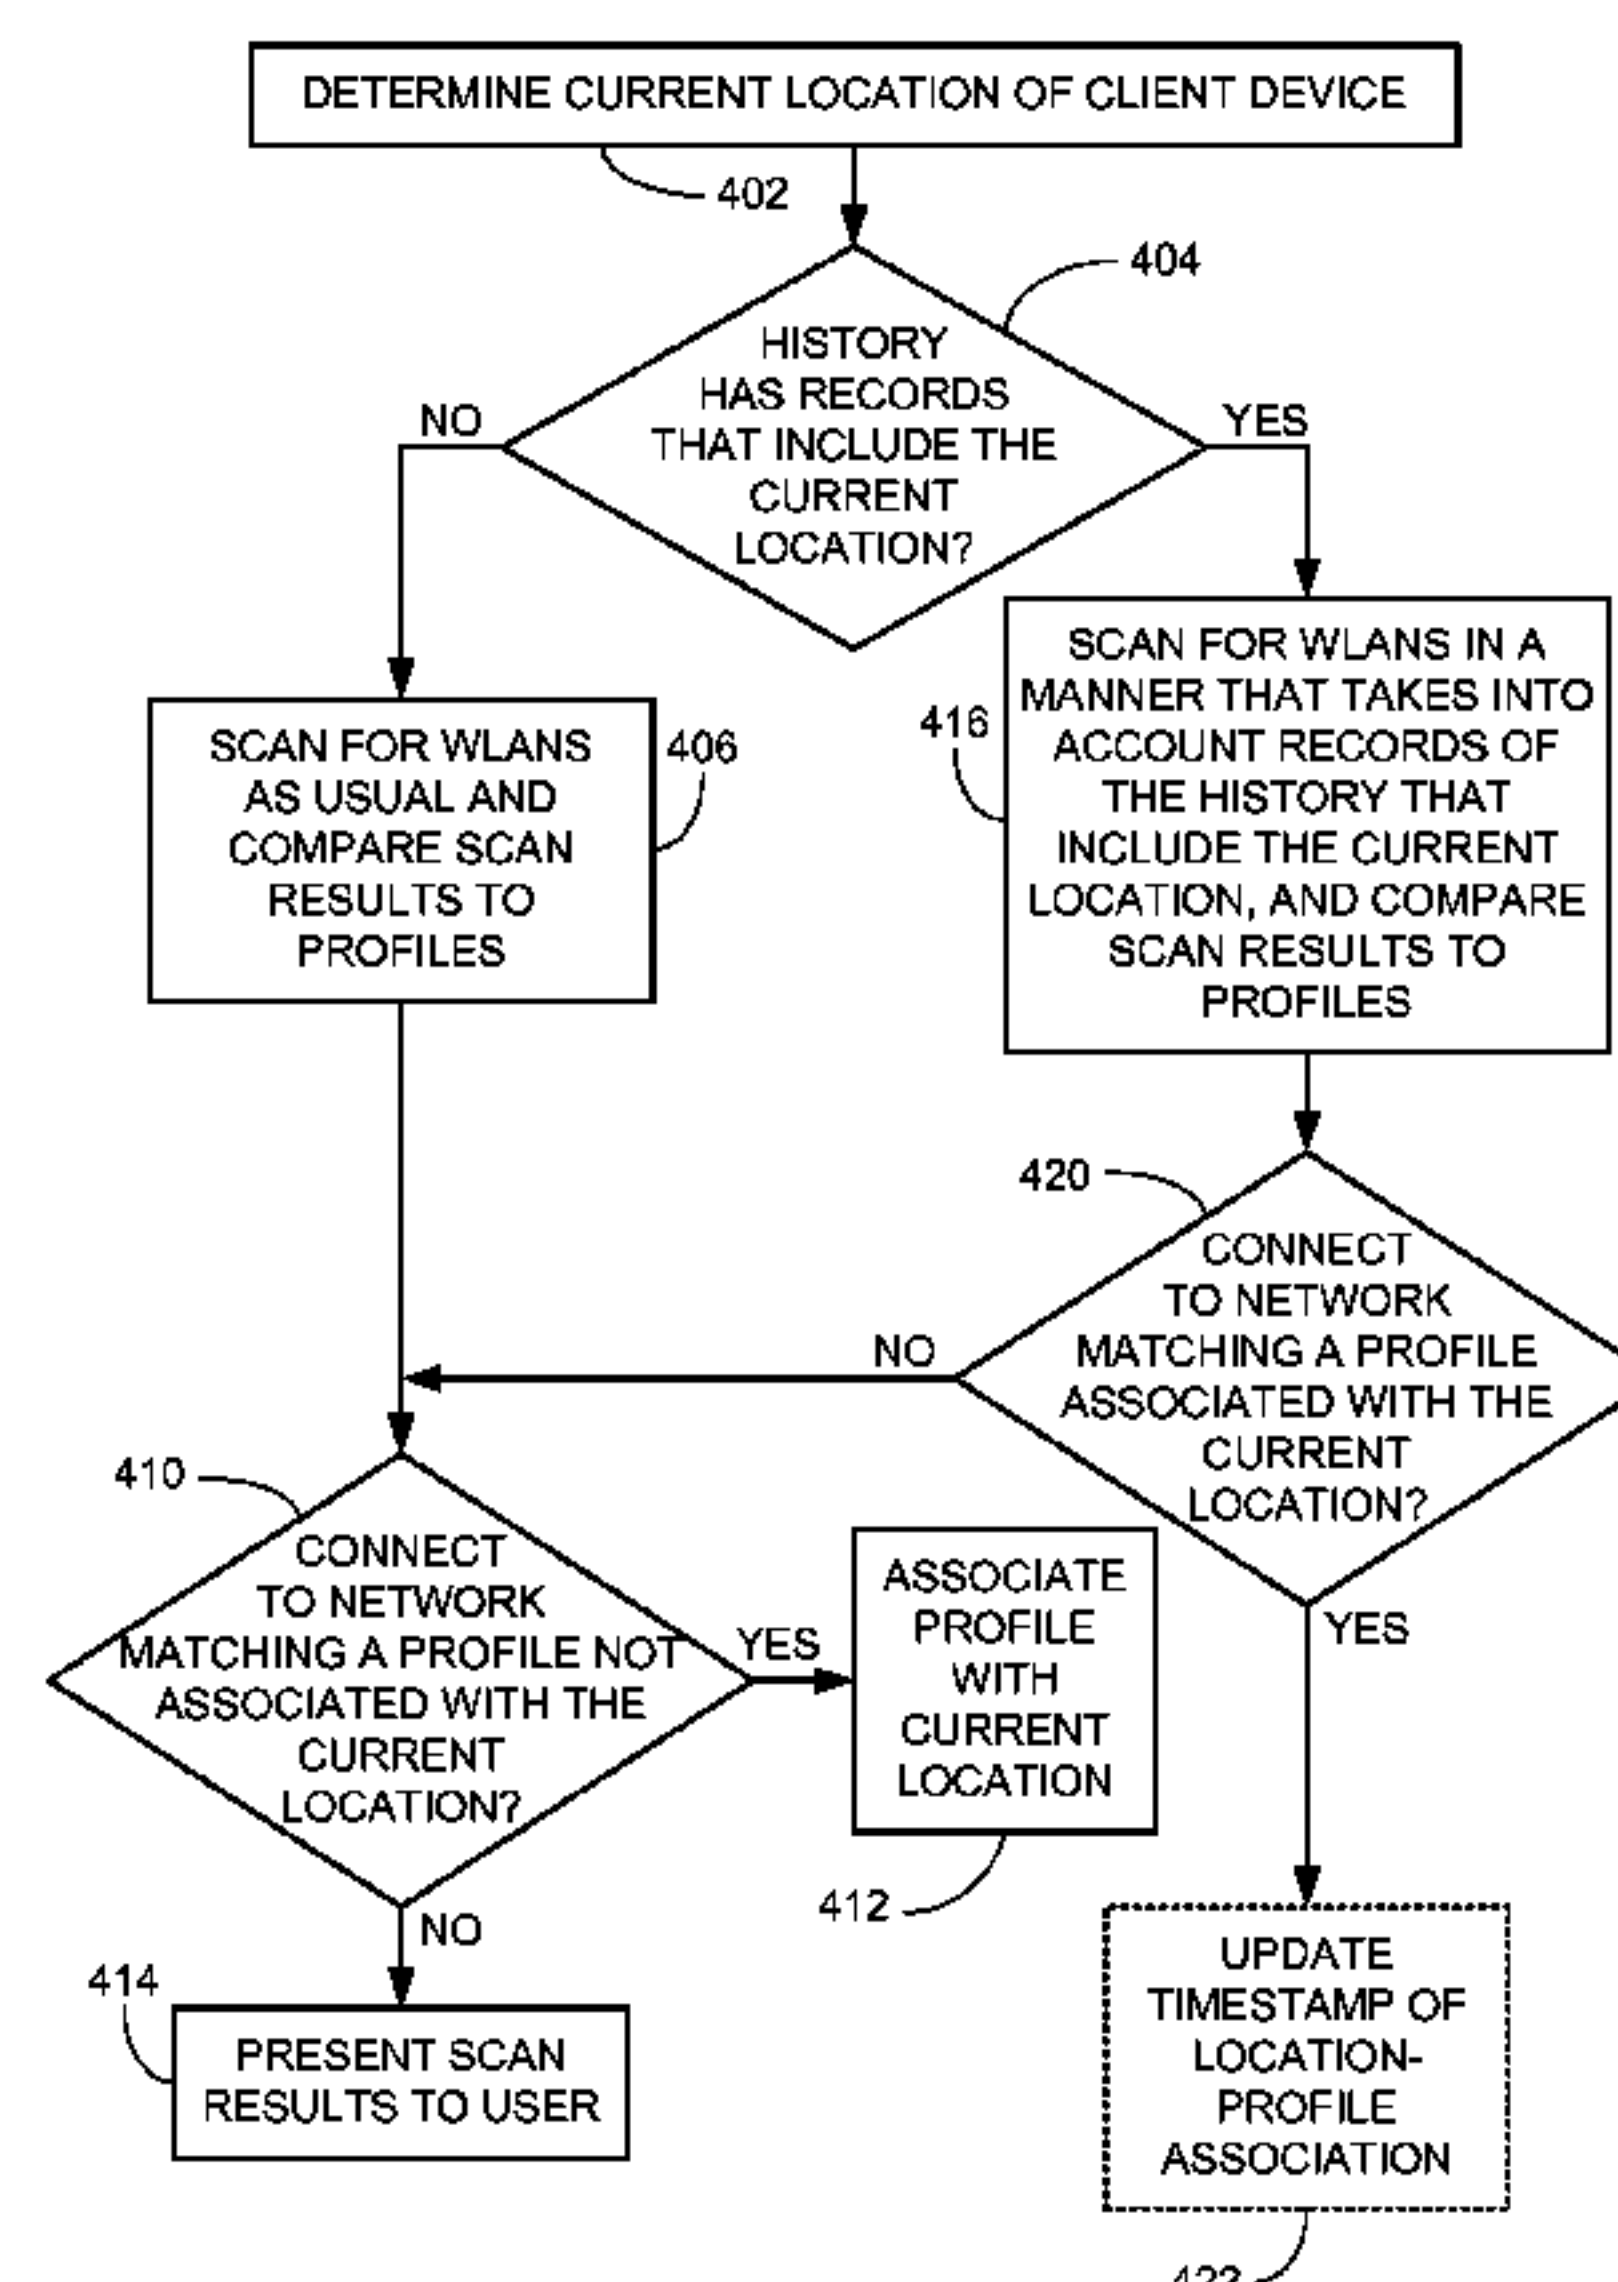 DETERMINE CURRENT LOCATION OF CLIENT DEVICE
402
404
HISTORY
HAS RECORDS
THAT INCLUDE THE
CURRENT
LOCATION?
NO
YES
SCAN FOR WLANS
AS USUAL AND
COMPARE SCAN
RESULTS TO
PROFILES
406
416
SCAN FOR WLANS IN A
MANNER THAT TAKES INTO
ACCOUNT RECORDS OF
THE HISTORY THAT
INCLUDE THE CURRENT
LOCATION, AND COMPARE
SCAN RESULTS TO
PROFILES
420
CONNECT
TO NETWORK
MATCHING A PROFILE
ASSOCIATED WITH THE
CURRENT
LOCATION?
NO
YES
410
CONNECT
TO NETWORK
MATCHING A PROFILE NOT
ASSOCIATED WITH THE
CURRENT
LOCATION?
YES
NO
ASSOCIATE
PROFILE
WITH
CURRENT
LOCATION
412
414
PRESENT SCAN
RESULTS TO USER
UPDATE
TIMESTAMP OF
LOCATION-
PROFILE
ASSOCIATION